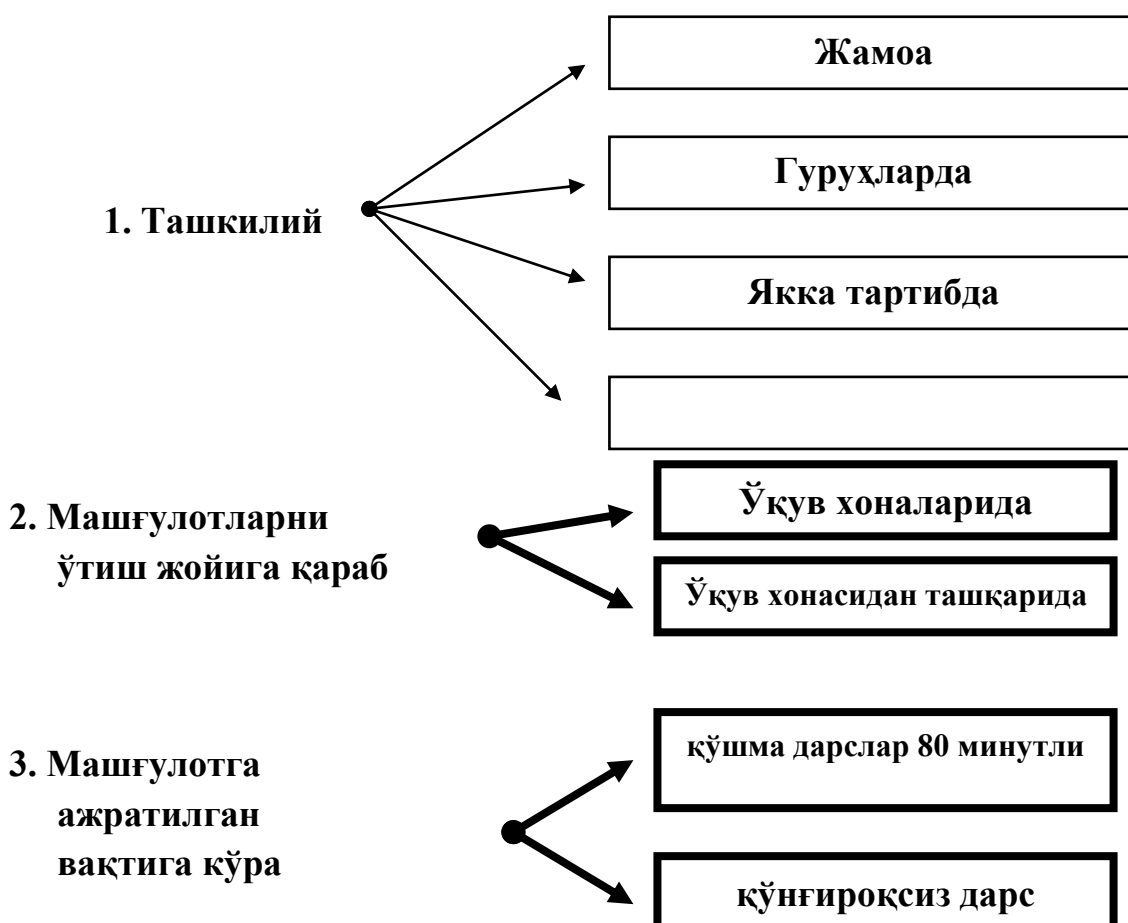 Жамоа
Гуруҳларда
1. Ташкилий
Якка тартибда
2. Машғулотларни
ўтиш жойига қараб
Ўқув хоналарида
Ўқув хонасидан ташқарида
3. Машғулотга
ажратилган
вақтига кўра
қўшма дарслар 80 минутли
қўнғироқсиз дарс